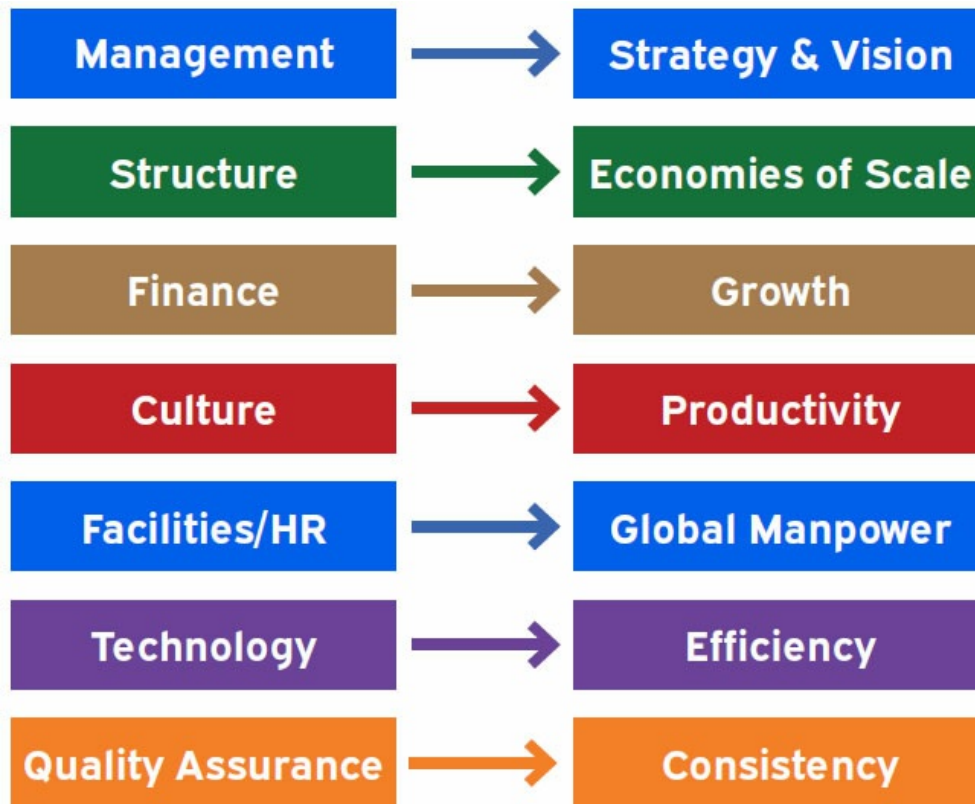 Management
Strategy & Vision
Structure
Economies of Scale
Finance
Growth
Culture
Productivity
Facilities/HR
Global Manpower
Technology
Efficiency
Quality Assurance
Consistency